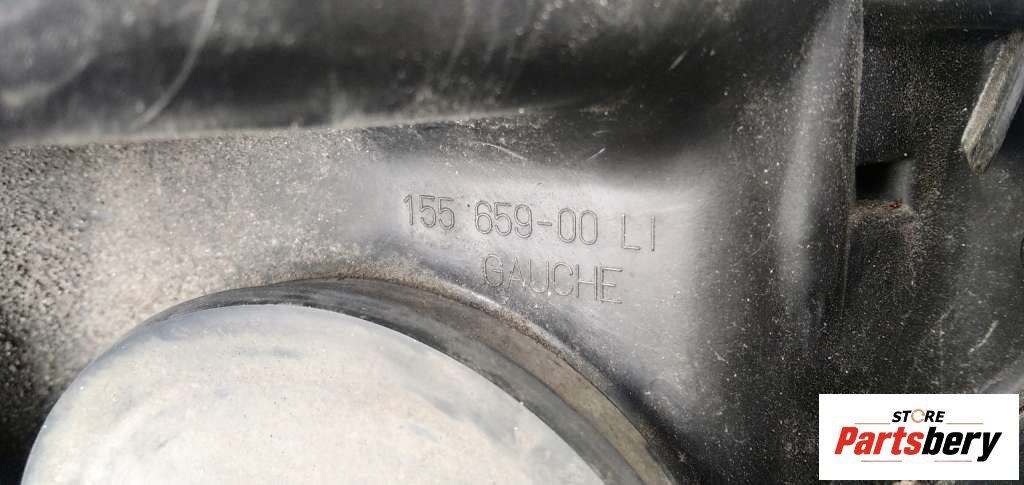 155 659-00 LI
GAUCHE
STORE
Partsbery